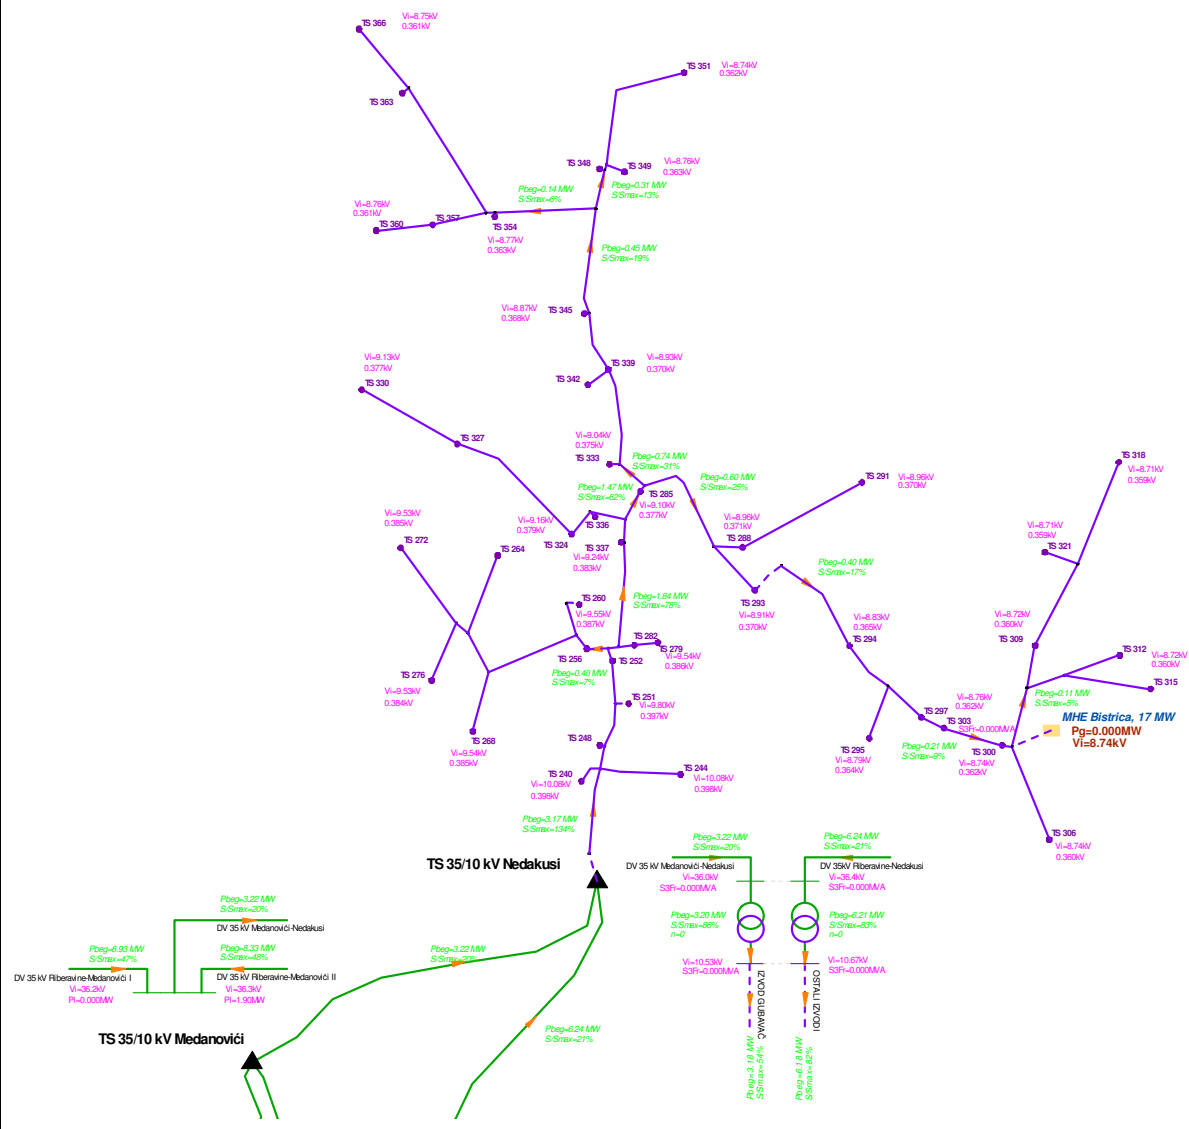 TS 366
Vi=8.75kV
0.361kV
TS 363
TS 351
Vi=8.74kV
0.362kV
TS 348
TS 349
Vi=8.76kV
0.363kV
Pbeg=0.14 MW
S/Smax=6%
Pbeg=0.31 MW
S/Smax=13%
Vi=8.76kV
0.361kV
TS 360
TS 357
TS 354
Vi=8.77kV
0.363kV
Pbeg=0.45 MW
S/Smax=19%
Vi=8.87kV
0.368kV
TS 345
TS 339
Vi=8.93kV
0.370kV
TS 342
Vi=9.13kV
0.377kV
TS 330
TS 327
Vi=9.04kV
0.375kV
TS 333
Pbeg=0.74 MW
S/Smax=31%
Pbeg=0.60 MW
S/Smax=25%
Pbeg=1.47 MW
S/Smax=62%
TS 285
Vi=9.10kV
0.377kV
TS 291
Vi=8.96kV
0.370kV
TS 318
Vi=8.71kV
0.359kV
Vi=9.53kV
0.385kV
TS 272
TS 264
Vi=9.16kV
0.379kV
TS 324
TS 336
TS 337
Vi=9.24kV
0.383kV
Vi=8.96kV
0.371kV
TS 288
Vi=8.71kV
0.359kV
TS 321
Pbeg=0.40 MW
S/Smax=17%
TS 293
Vi=8.91kV
0.370kV
TS 260
Vi=9.55kV
0.387kV
Pbeg=1.84 MW
S/Smax=78%
TS 282
TS 279
Vi=9.54kV
0.386kV
TS 256
TS 252
Pbeg=0.40 MW
S/Smax=7%
Vi=8.83kV
0.365kV
TS 294
Vi=8.72kV
0.360kV
TS 309
TS 312
Vi=8.72kV
0.360kV
TS 315
TS 276
Vi=9.53kV
0.384kV
TS 251
Vi=9.80kV
0.397kV
Vi=8.76kV
0.362kV
Pbeg=0.11 MW
S/Smax=5%
TS 297
TS 303
S3Fr=0.000MVA
MHE Bistrica, 17 MW
Pg=0.000MW
Vi=8.74kV
TS 268
Vi=9.54kV
0.385kV
TS 248
TS 295
Vi=8.79kV
0.364kV
Pbeg=0.21 MW
S/Smax=9%
TS 300
Vi=8.74kV
0.362kV
TS 240
Vi=10.08kV
0.398kV
TS 244
Vi=10.08kV
0.398kV
Pbeg=3.17 MW
S/Smax=134%
TS 306
Vi=8.74kV
0.360kV
TS 35/10 kV Nedakusi
Pbeg=3.22 MW
S/Smax=20%
DV 35 kV Medanovići-Nedakusi
Pbeg=6.24 MW
S/Smax=21%
DV 35kV Riberavine-Nedakusi
Vi=36.0kV
S3Fr=0.000MVA
Vi=36.4kV
S3Fr=0.000MVA
Pbeg=3.20 MW
S/Smax=86%
n=0
Pbeg=6.21 MW
S/Smax=83%
n=0
Vi=10.53kV
S3Fr=0.000MVA
Vi=10.67kV
S3Fr=0.000MVA
IZVOD GUBAVAČ
OSTALI IZVODI
Pbeg=3.18 MW
S/Smax=54%
Pbeg=6.18 MW
S/Smax=82%
Pbeg=3.22 MW
S/Smax=20%
DV 35 kV Medanovići-Nedakusi
Pbeg=6.93 MW
S/Smax=47%
DV 35 kV Riberavine-Medanovići I
Vi=36.2kV
Pl=0.000MW
Pbeg=8.33 MW
S/Smax=48%
DV 35 kV Riberavine-Medanovići II
Vi=36.3kV
Pl=1.90MW
Pbeg=3.22 MW
S/Smax=20%
TS 35/10 kV Medanovići
Pbeg=6.24 MW
S/Smax=21%